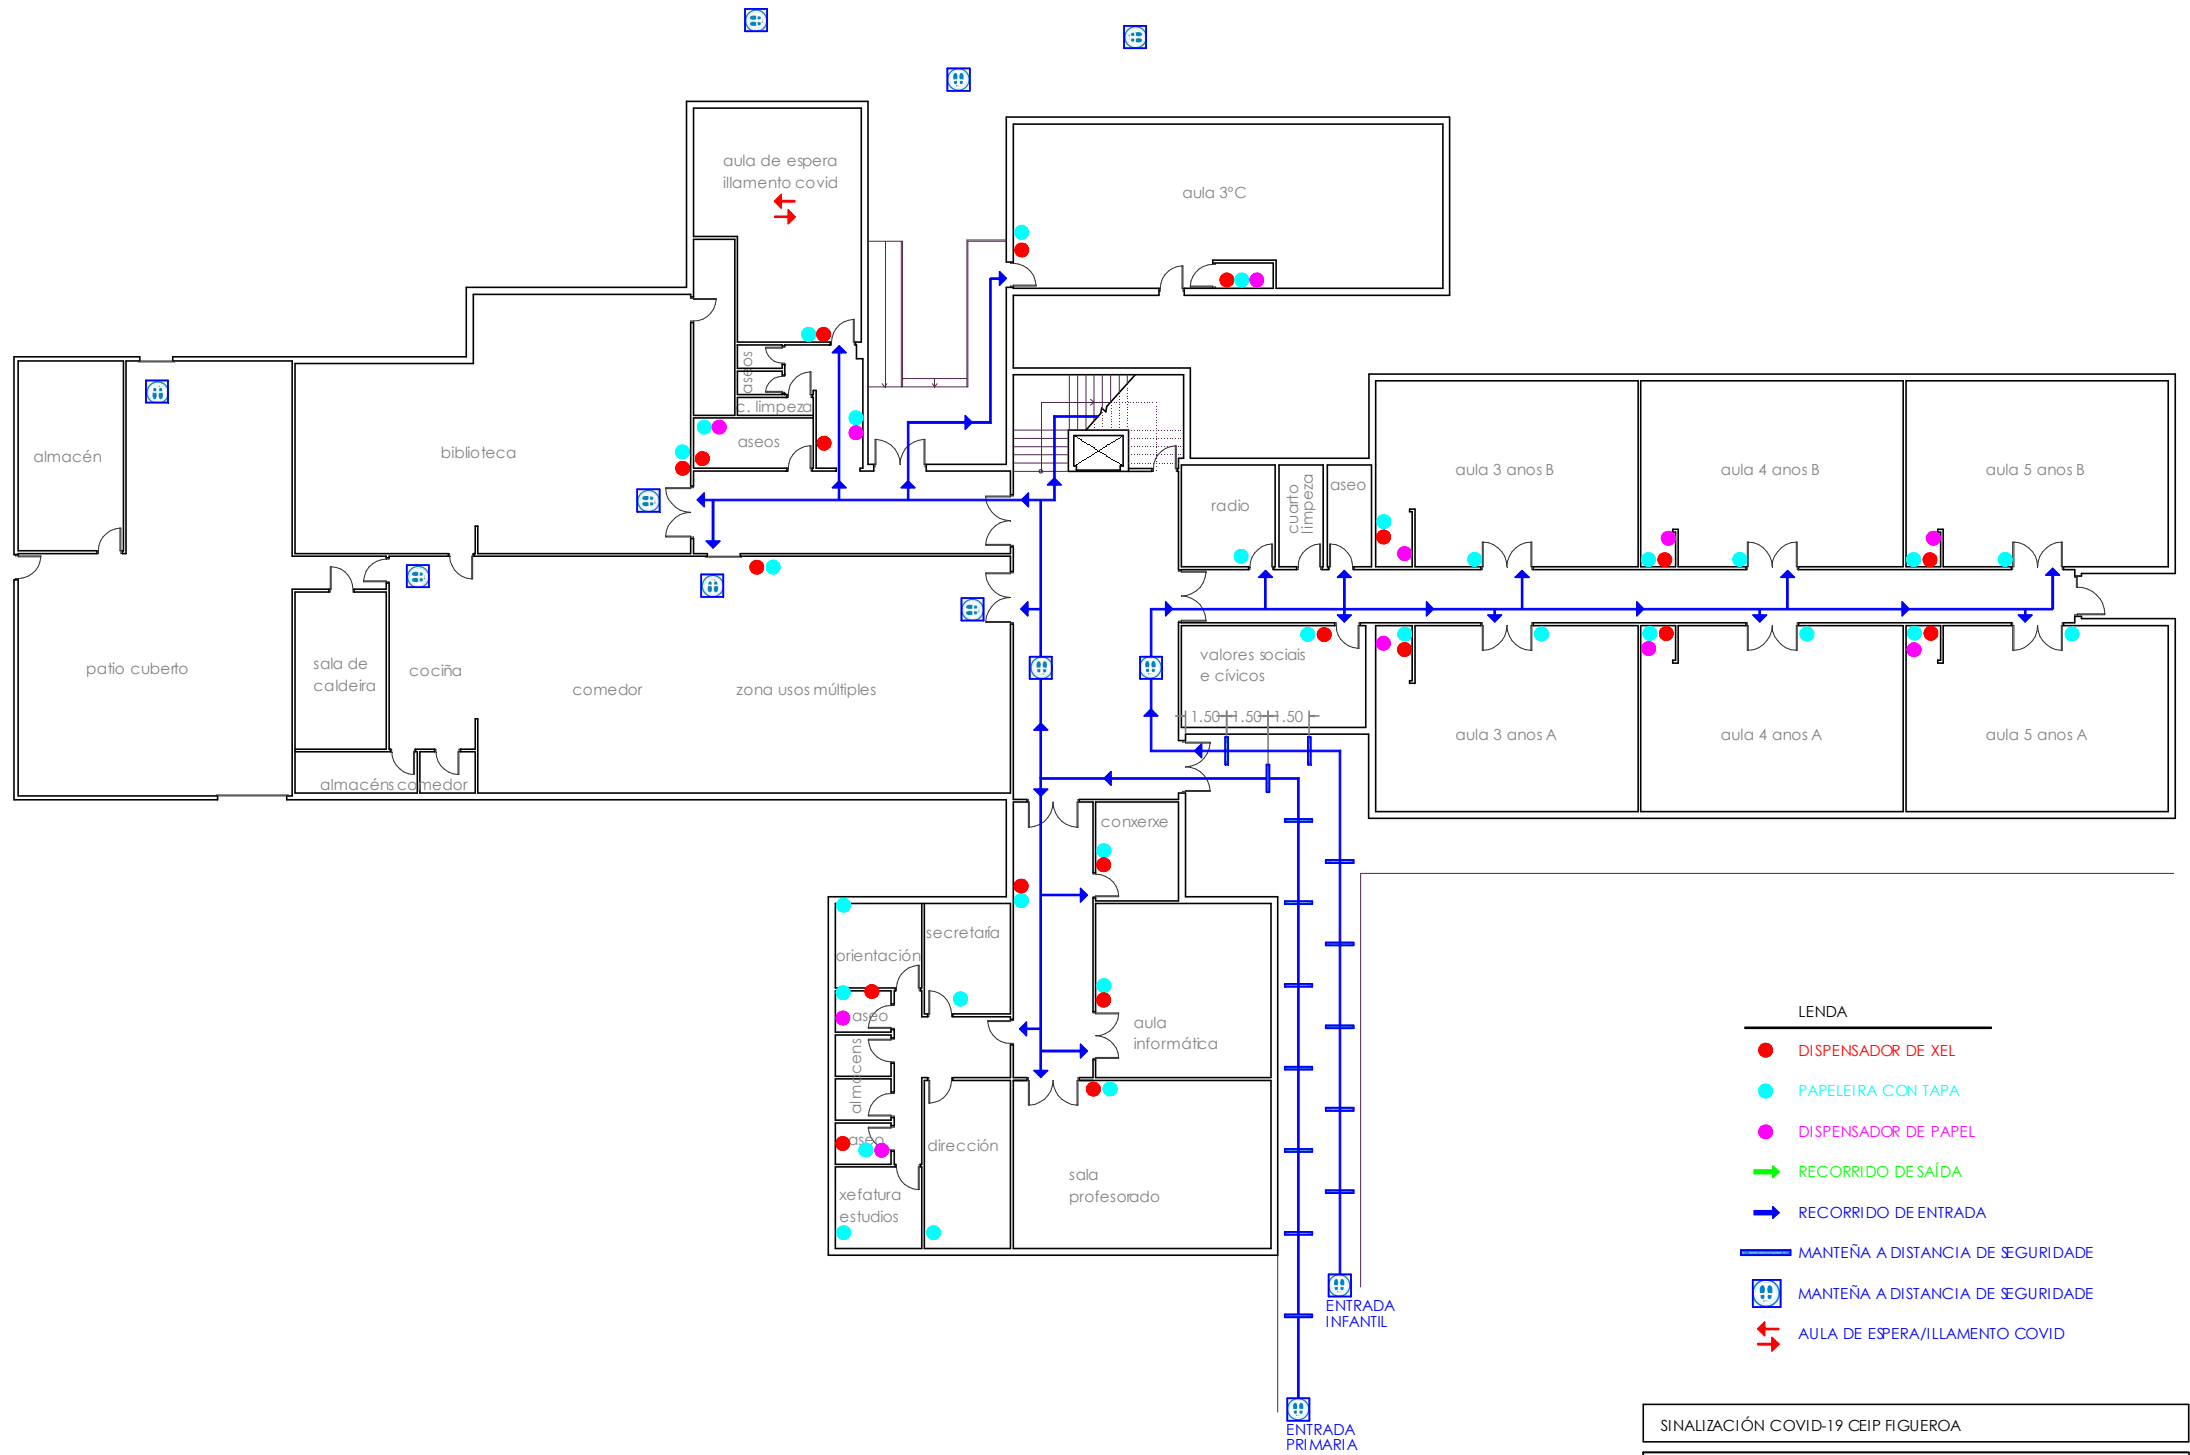 aula de espera
illamento covid
aula 3ºC
aseos
c. limpeza
aseos
almacén
biblioteca
radio
cuarto
limpeza
aseo
aula 3 anos B
aula 4 anos B
aula 5 anos B
patio cuberto
sala de
caldeira
cociña
comedor
zona usos múltiples
valores sociais
e cívicos
1.50
1.50
1.50
aula 3 anos A
aula 4 anos A
aula 5 anos A
almacéns comedor
conxerxe
orientación
secretaría
aseo
almacens
aseo
aula
informática
dirección
xefatura
estudios
sala
profesorado
ENTRADA
INFANTIL
ENTRADA
PRIMARIA
LENDA
DISPENSADOR DE XEL
PAPELEIRA CON TAPA
DISPENSADOR DE PAPEL
RECORRIDO DE SAÍDA
RECORRIDO DE ENTRADA
MANTEÑA A DISTANCIA DE SEGURIDADE
MANTEÑA A DISTANCIA DE SEGURIDADE
AULA DE ESPERA/ILLAMENTO COVID
SINALIZACIÓN COVID-19 CEIP FIGUEROA